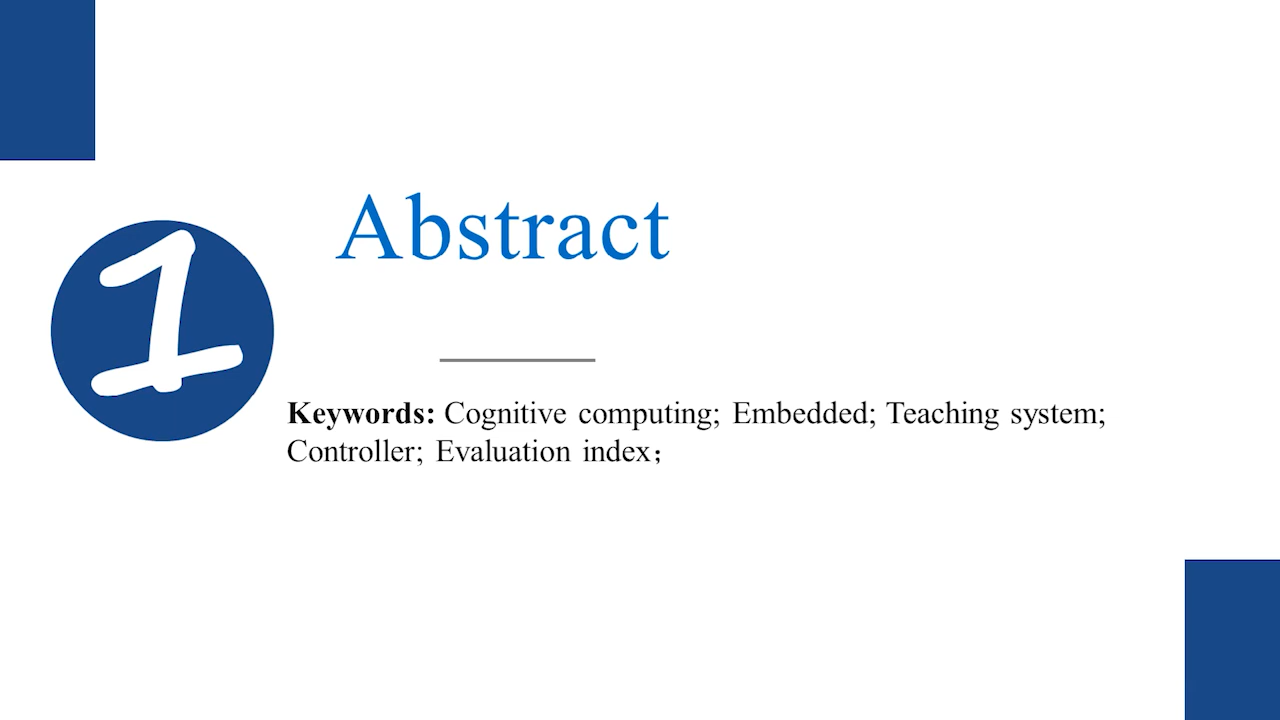 1
Abstract
Keywords: Cognitive computing; Embedded; Teaching system;
Controller; Evaluation index；